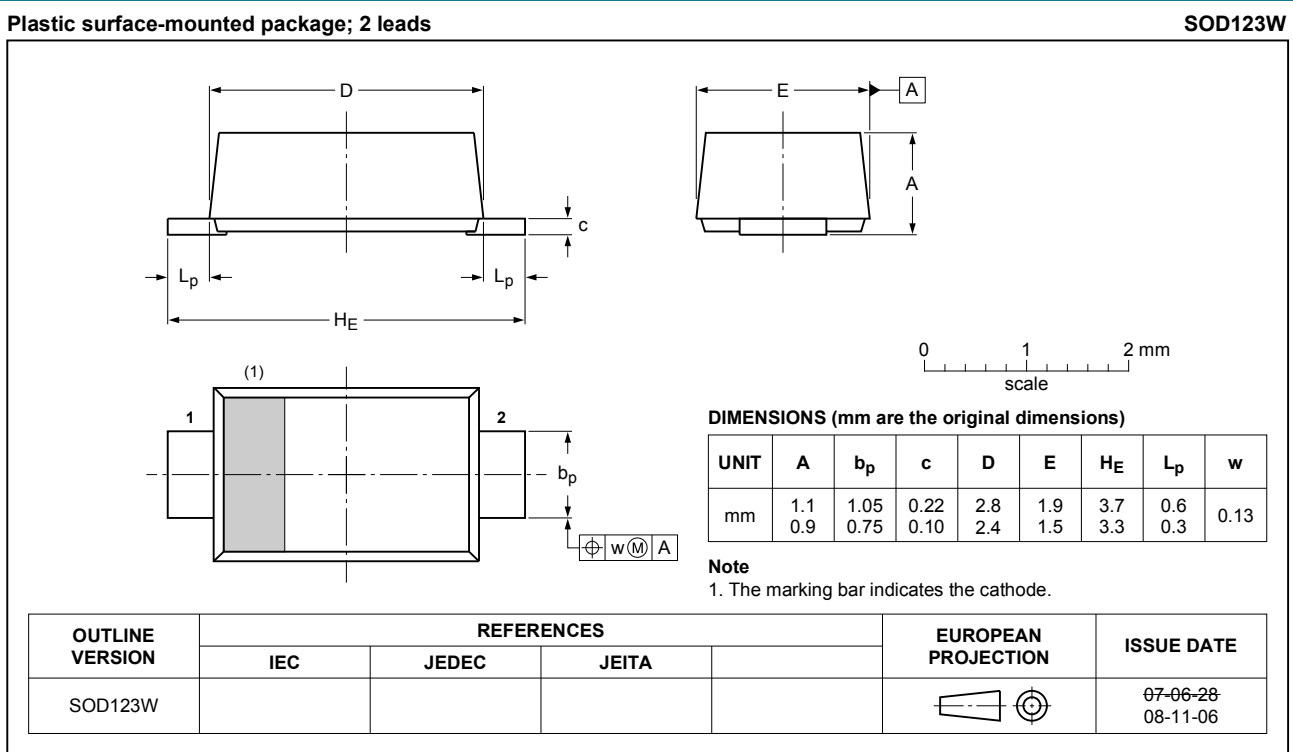 Plastic surface-mounted package; 2 leads SOD123W
D
E
A
A
c
Lp
Lp
HE
(1)
1
2
bp
w Ⓜ A
0 1 2 mm
scale
DIMENSIONS (mm are the original dimensions)
UNIT A bp c D E HE Lp w
mm 1.1 1.05 0.22 2.8 1.9 3.7 0.6 0.13
0.9 0.75 0.10 2.4 1.5 3.3 0.3
Note
1. The marking bar indicates the cathode.
OUTLINE VERSION REFERENCES EUROPEAN PROJECTION ISSUE DATE
IEC JEDEC JEITA
SOD123W 07-06-28
08-11-06